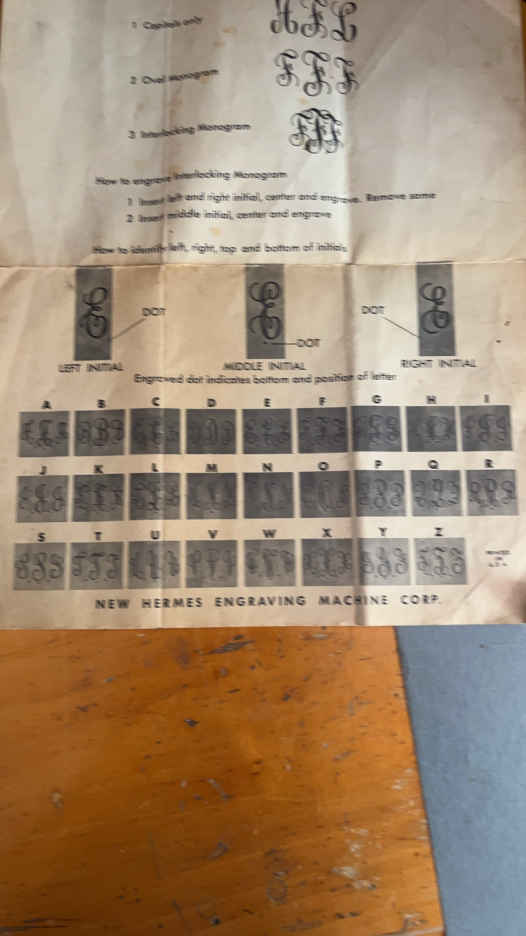 1 Capitals only
A F L
2 Oval Monogram
F F F
3 Interlocking Monogram
F F F
How to engrave Interlocking Monogram
1 Insert left and right initial, center and engrave. Remove same
2 Insert middle initial, center and engrave
How to identify left, right, top and bottom of initials
DOT DOT DOT
LEFT INITIAL MIDDLE INITIAL RIGHT INITIAL
Engraved dot indicates bottom and position of letter
A B C D E F G H I
J K L M N O P Q R
S T U V W X Y Z
PRINTED
IN
U.S.A.
NEW HERMES ENGRAVING MACHINE CORP.